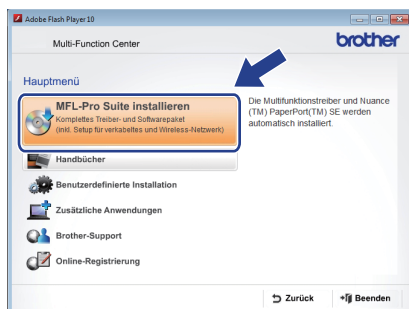 Adobe Flash Player 10
Multi-Function Center
brother
Hauptmenü
MFL-Pro Suite installieren
Komplettes Treiber- und Softwarepaket
(inkl. Setup für verkabeltes und Wireless-Netzwerk)
Die Multifunktionstreiber und Nuance
(TM) PaperPort(TM) SE werden
automatisch installiert.
Handbücher
Benutzerdefinierte Installation
Zusätzliche Anwendungen
Brother-Support
Online-Registrierung
Zurück
Beenden